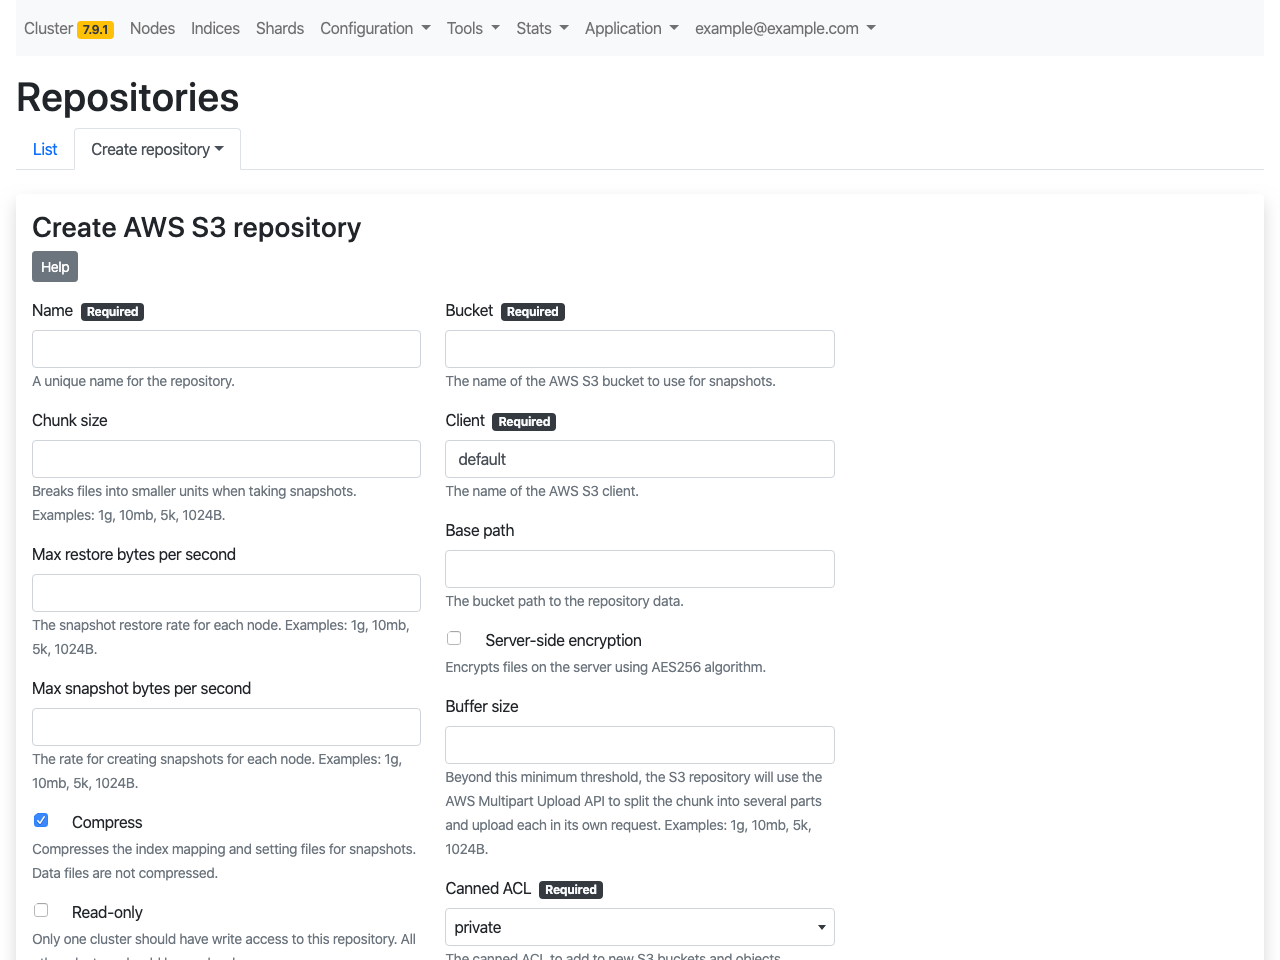 Cluster 7.9.1 Nodes Indices Shards Configuration Tools Stats Application example@example.com
Repositories
List Create repository
Create AWS S3 repository
Help
Name Required
A unique name for the repository.
Chunk size
Breaks files into smaller units when taking snapshots.
Examples: 1g, 10mb, 5k, 1024B.
Max restore bytes per second
The snapshot restore rate for each node. Examples: 1g, 10mb,
5k, 1024B.
Max snapshot bytes per second
The rate for creating snapshots for each node. Examples: 1g,
10mb, 5k, 1024B.
Compress
Compresses the index mapping and setting files for snapshots.
Data files are not compressed.
Read-only
Only one cluster should have write access to this repository. All
Bucket Required
The name of the AWS S3 bucket to use for snapshots.
Client Required
default
The name of the AWS S3 client.
Base path
The bucket path to the repository data.
Server-side encryption
Encrypts files on the server using AES256 algorithm.
Buffer size
Beyond this minimum threshold, the S3 repository will use the
AWS Multipart Upload API to split the chunk into several parts
and upload each in its own request. Examples: 1g, 10mb, 5k,
1024B.
Canned ACL Required
private
The canned ACL to add to new S3 buckets and objects.